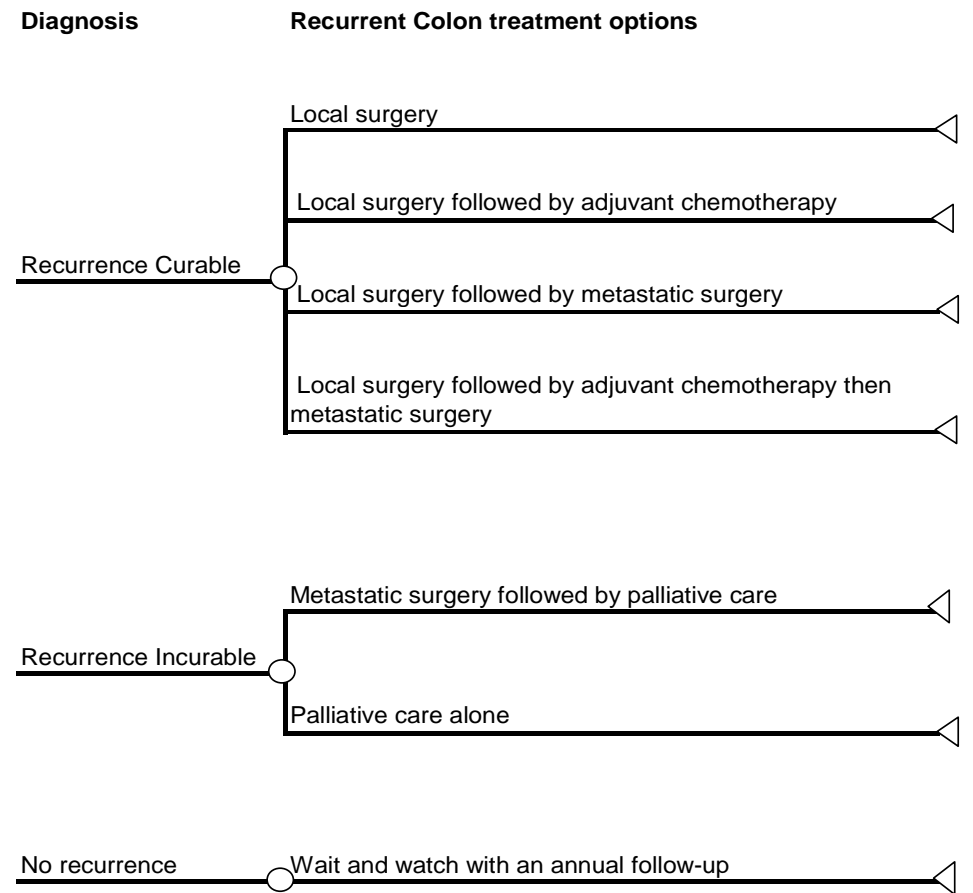 Diagnosis
Recurrent Colon treatment options
Local surgery
Local surgery followed by adjuvant chemotherapy
Recurrence Curable
Local surgery followed by metastatic surgery
Local surgery followed by adjuvant chemotherapy then
metastatic surgery
Metastatic surgery followed by palliative care
Recurrence Incurable
Palliative care alone
No recurrence
Wait and watch with an annual follow-up